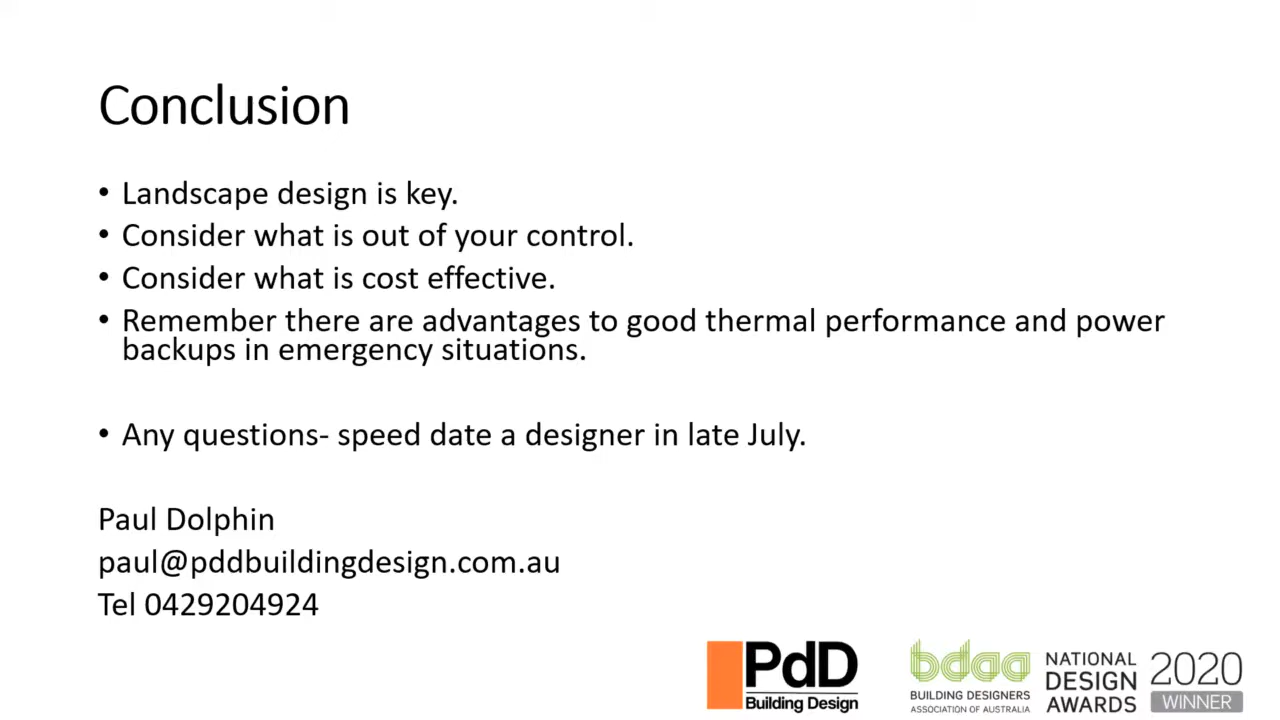 Conclusion
• Landscape design is key.
• Consider what is out of your control.
• Consider what is cost effective.
• Remember there are advantages to good thermal performance and power
backups in emergency situations.
• Any questions- speed date a designer in late July.
Paul Dolphin
paul@pddbuildingdesign.com.au
Tel 0429204924
PdD
Building Design
bdaa
BUILDING DESIGNERS
ASSOCIATION OF AUSTRALIA
NATIONAL
DESIGN
AWARDS
2020
WINNER